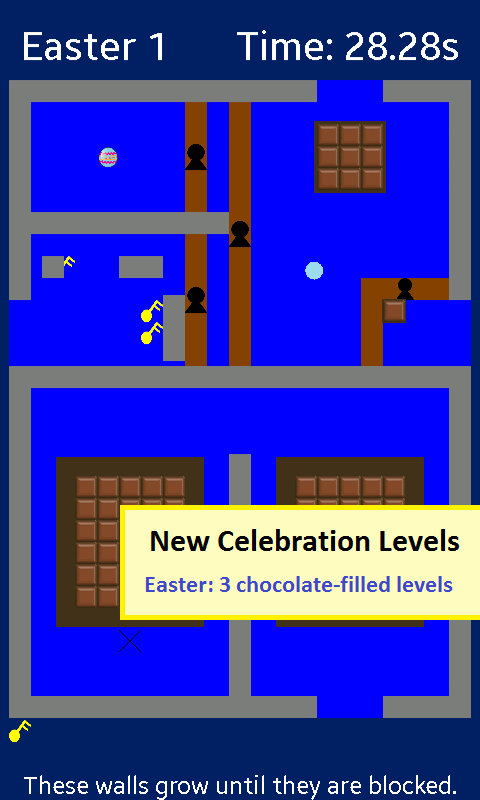 Easter 1
Time: 28.28s
New Celebration Levels
Easter: 3 chocolate-filled levels
These walls grow until they are blocked.